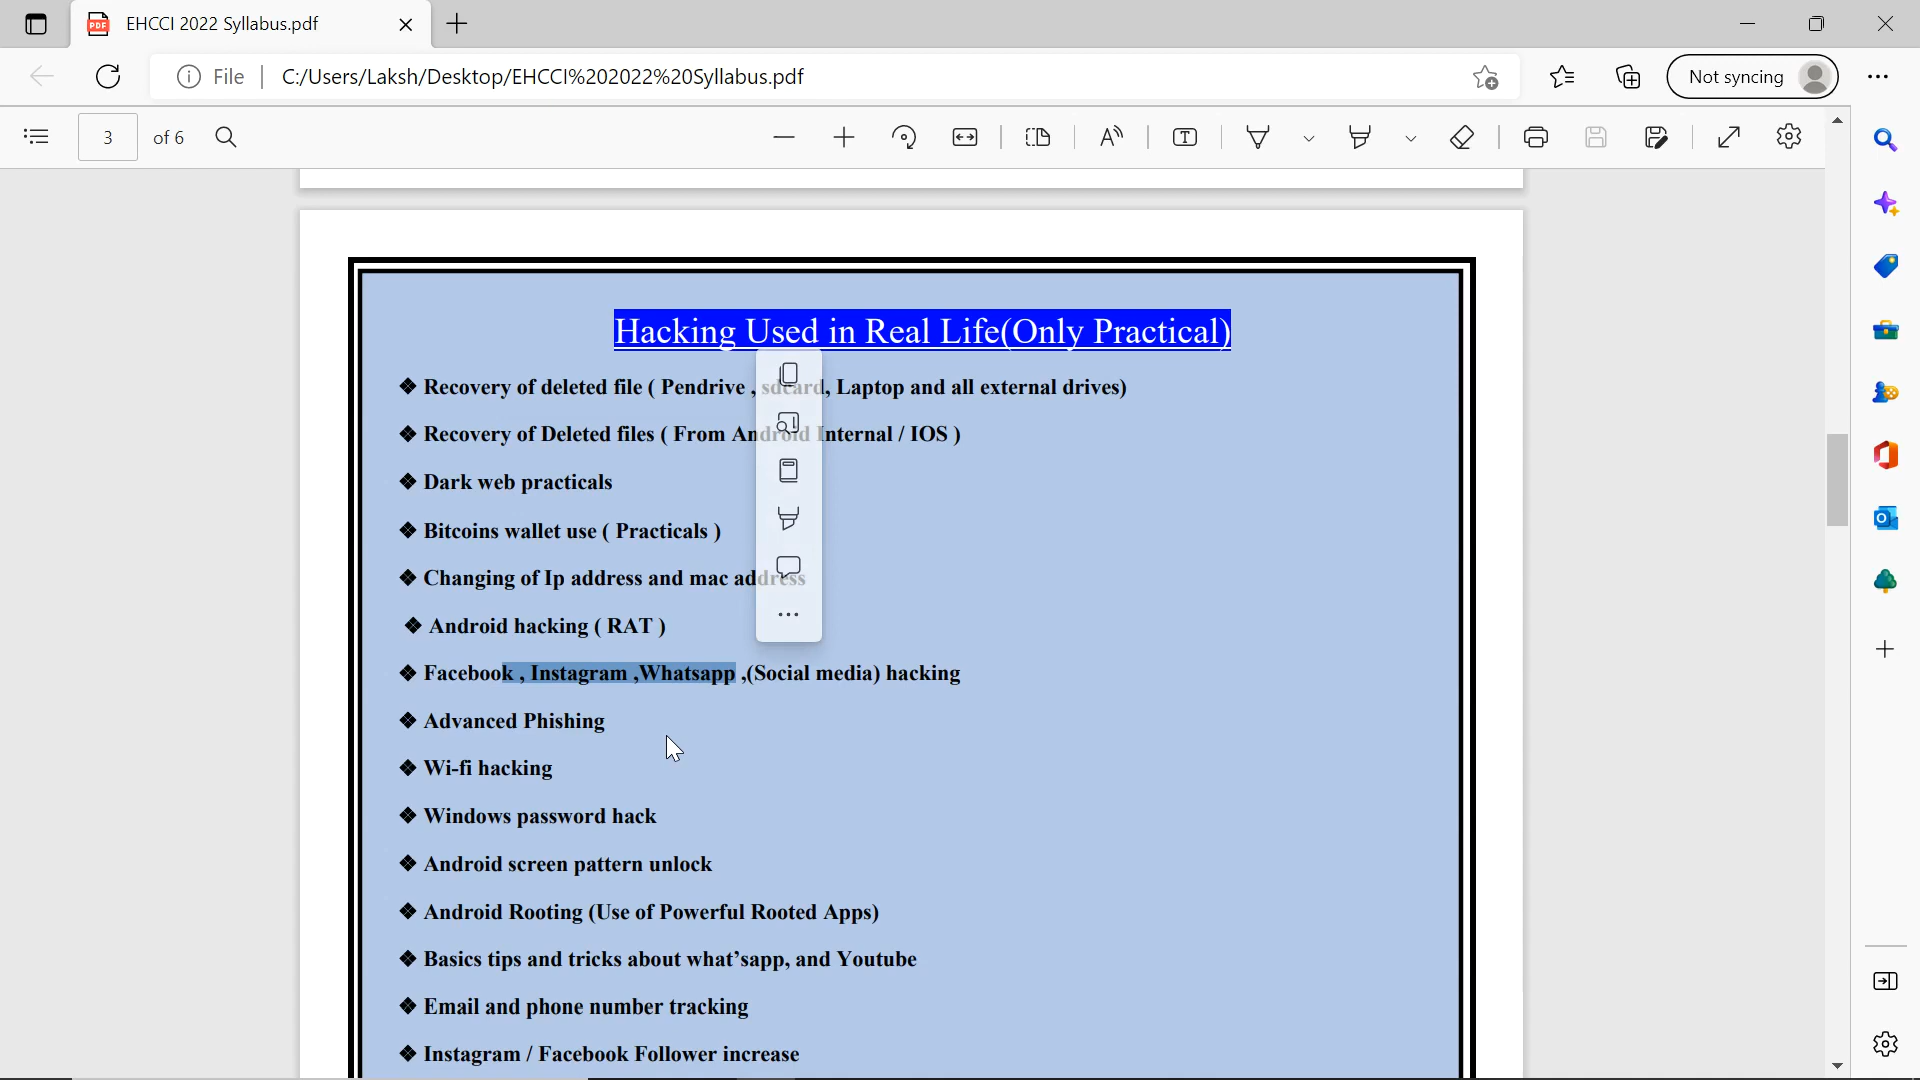 EHCCI 2022 Syllabus.pdf
File
C:/Users/Laksh/Desktop/EHCCI%202022%20Syllabus.pdf
Not syncing
3 of 6
Hacking Used in Real Life(Only Practical)
❖ Recovery of deleted file ( Pendrive , sdcard, Laptop and all external drives)
❖ Recovery of Deleted files ( From Android Internal / IOS )
❖ Dark web practicals
❖ Bitcoins wallet use ( Practicals )
❖ Changing of Ip address and mac address
❖ Android hacking ( RAT )
❖ Facebook , Instagram ,Whatsapp ,(Social media) hacking
❖ Advanced Phishing
❖ Wi-fi hacking
❖ Windows password hack
❖ Android screen pattern unlock
❖ Android Rooting (Use of Powerful Rooted Apps)
❖ Basics tips and tricks about what’sapp, and Youtube
❖ Email and phone number tracking
❖ Instagram / Facebook Follower increase